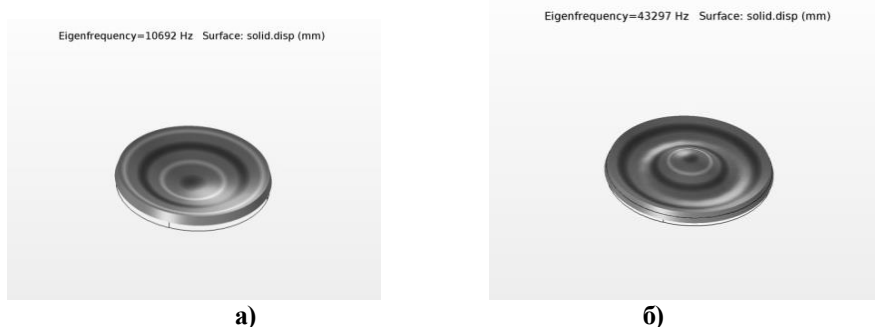 Eigenfrequency=10692 Hz Surface: solid.disp (mm)
Eigenfrequency=43297 Hz Surface: solid.disp (mm)
а)
б)